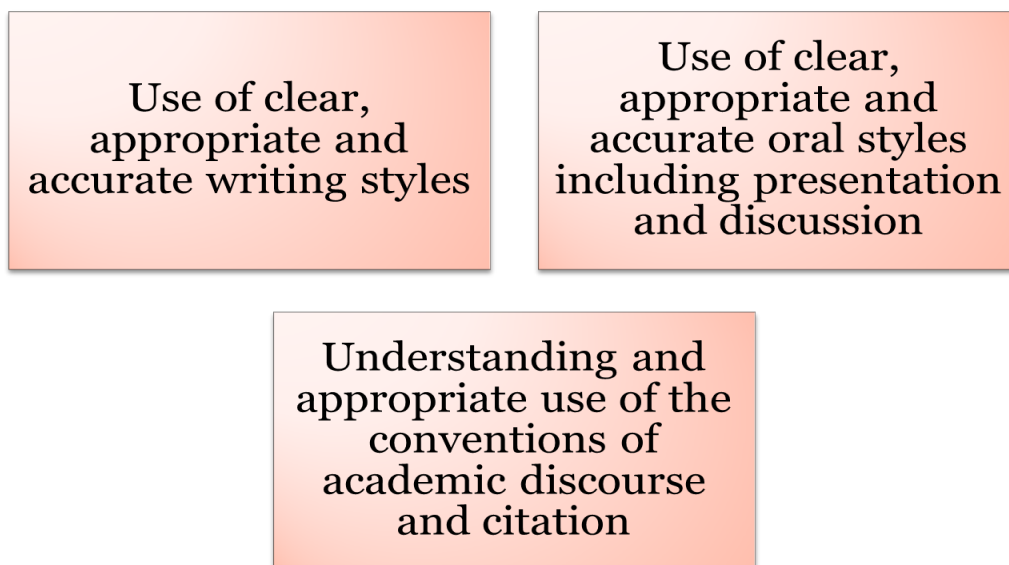 Use of clear,
appropriate and
accurate writing styles
Use of clear,
appropriate and
accurate oral styles
including presentation
and discussion
Understanding and
appropriate use of the
conventions of
academic discourse
and citation